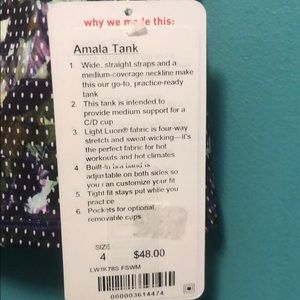 why we made this:
Amala Tank
1. Wide, straight straps and a
medium-coverage neckline make
this our go-to, practice-ready
tank
2. This tank is intended to
provide medium support for a
C/D cup
3. Light Luon® fabric is four-way
stretch and sweat-wicking—it's
the perfect fabric for hot
workouts and hot climates
4. Built-in bra band is
adjustable on both sides so
you can customize your fit
5. Tight fit stays put while you
practice
6. Pockets for optional,
removable cups
SIZE
4 $48.00
LW1K78S FSWM
000003614474